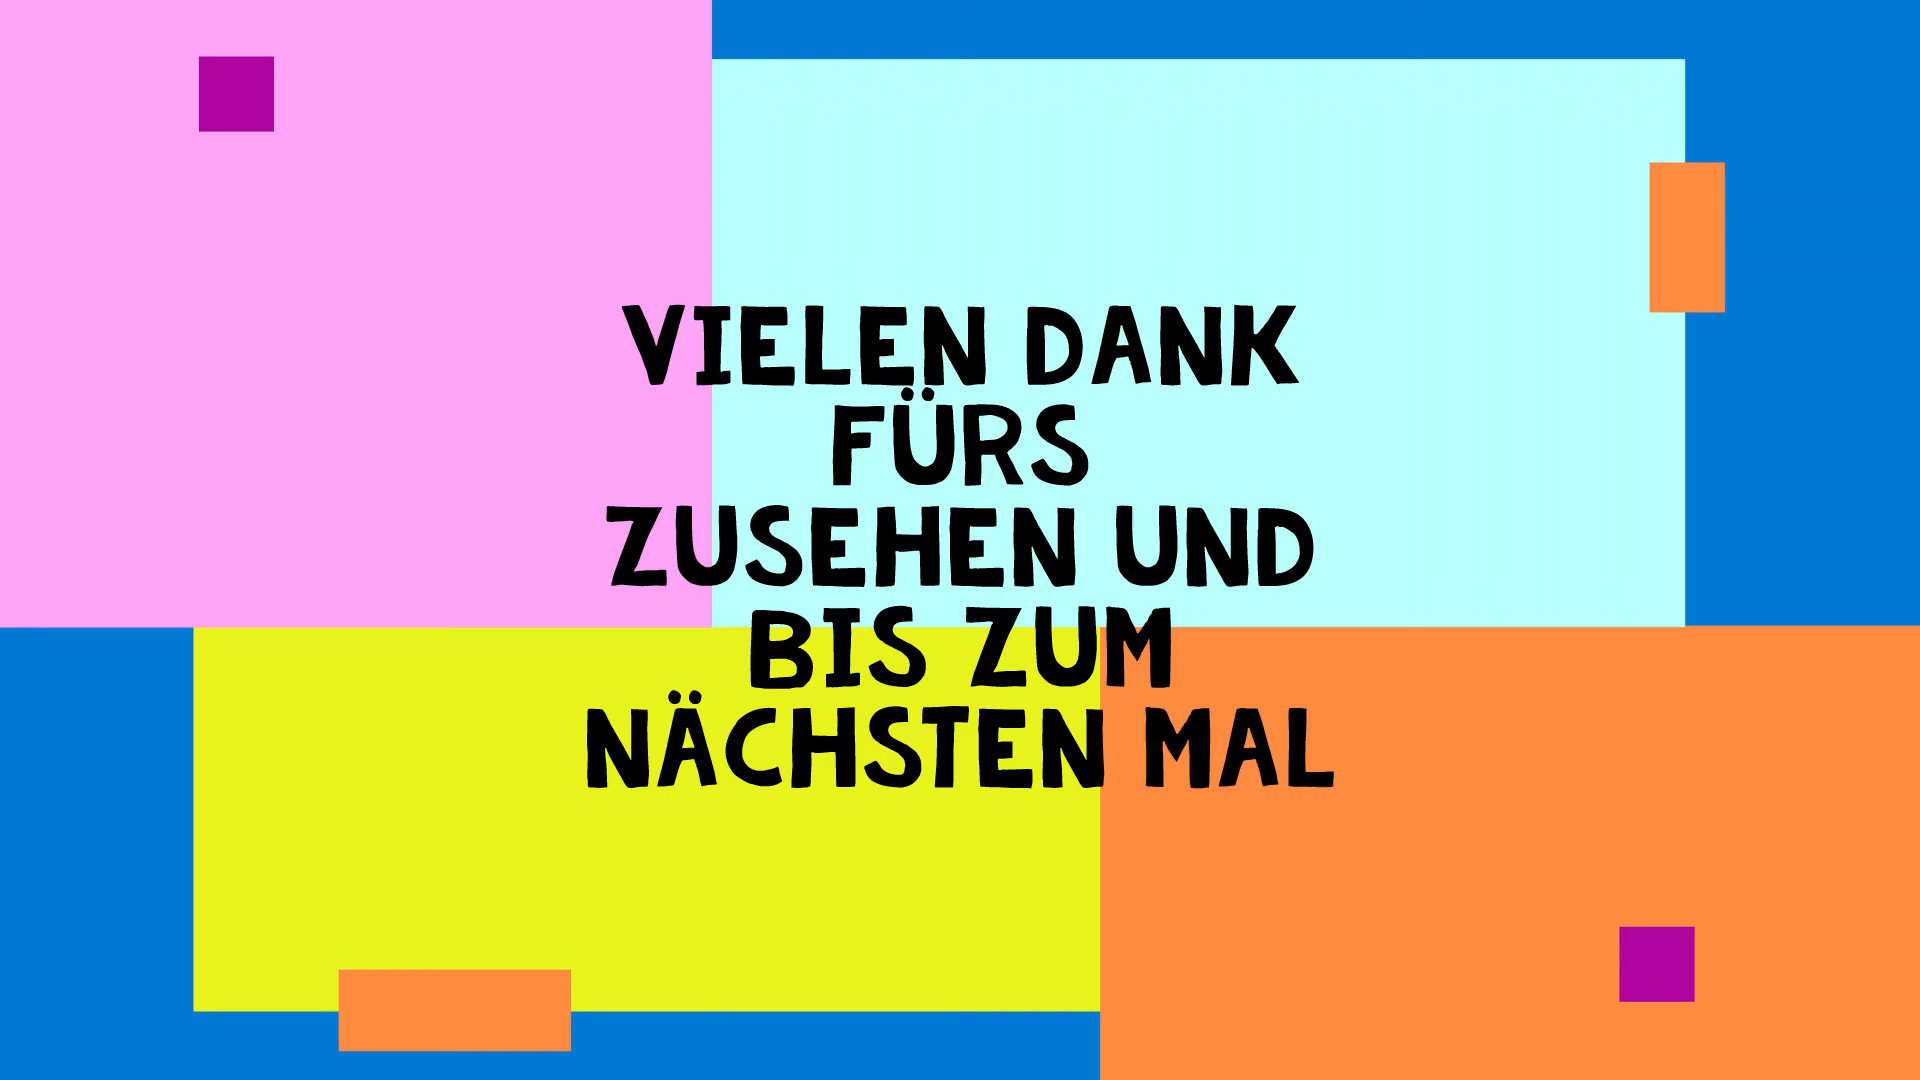 VIELEN DANK
FÜRS
ZUSEHEN UND
BIS ZUM
NÄCHSTEN MAL